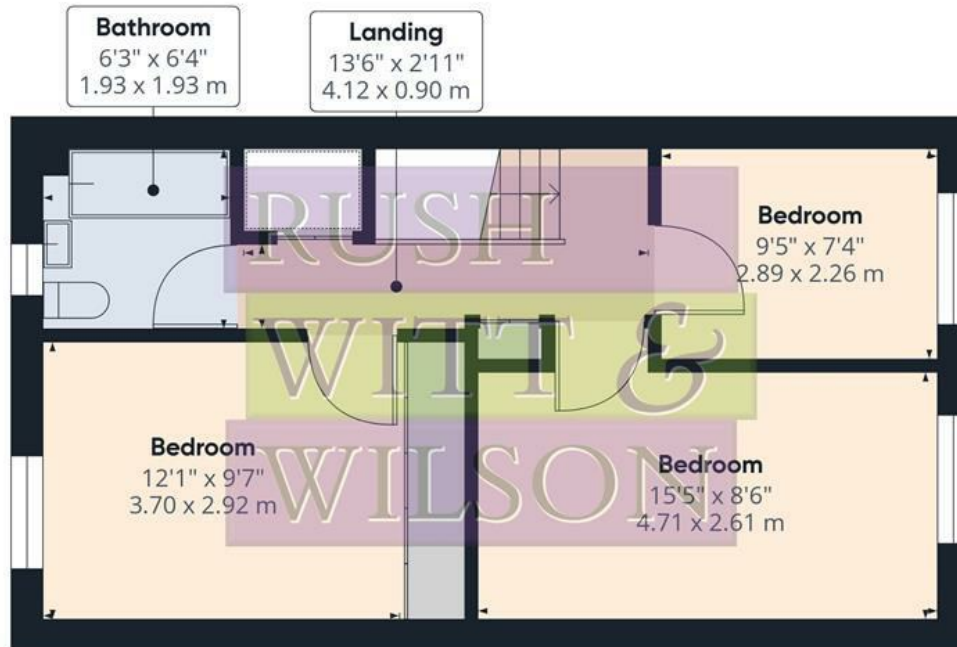 Bathroom
6'3" x 6'4"
1.93 x 1.93 m
Landing
13'6" x 2'11"
4.12 x 0.90 m
Bedroom
9'5" x 7'4"
2.89 x 2.26 m
RUSH
WITT &
WILSON
Bedroom
12'1" x 9'7"
3.70 x 2.92 m
Bedroom
15'5" x 8'6"
4.71 x 2.61 m